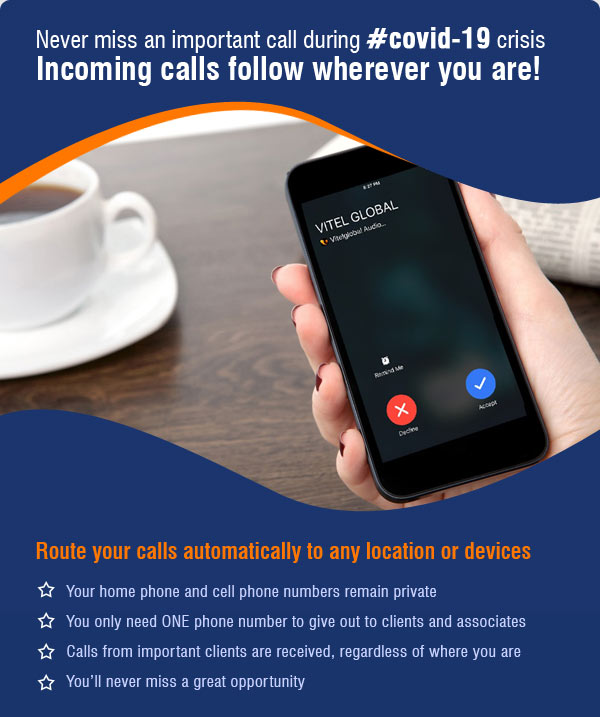 Never miss an important call during #covid-19 crisis
Incoming calls follow wherever you are!
6:27 PM
VITEL GLOBAL
Vitelglobal Audio...
Remind Me
Decline
Accept
Route your calls automatically to any location or devices
Your home phone and cell phone numbers remain private
You only need ONE phone number to give out to clients and associates
Calls from important clients are received, regardless of where you are
You'll never miss a great opportunity